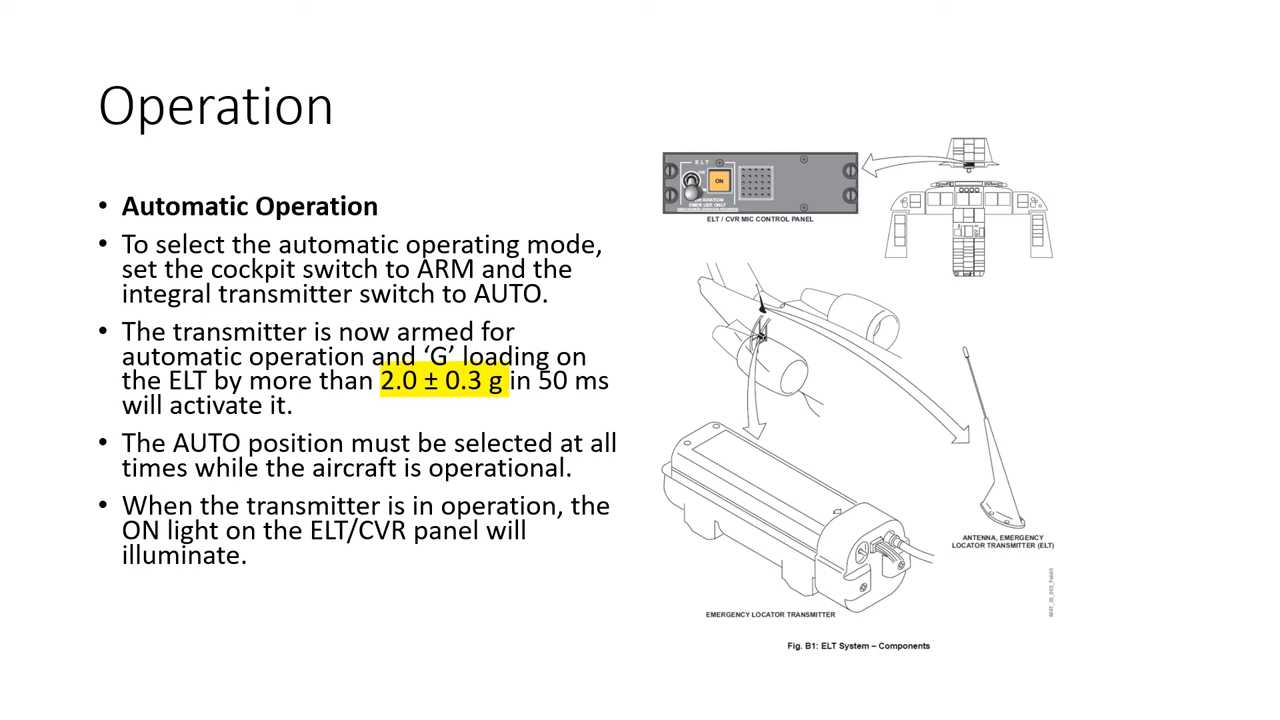 Operation
• Automatic Operation
• To select the automatic operating mode,
set the cockpit switch to ARM and the
integral transmitter switch to AUTO.
• The transmitter is now armed for
automatic operation and ‘G’ loading on
the ELT by more than 2.0 ± 0.3 g in 50 ms
will activate it.
• The AUTO position must be selected at all
times while the aircraft is operational.
• When the transmitter is in operation, the
ON light on the ELT/CVR panel will
illuminate.
ELT
ON
EMER USE ONLY
ELT / CVR MIC CONTROL PANEL
ANTENNA, EMERGENCY
LOCATOR TRANSMITTER (ELT)
EMERGENCY LOCATOR TRANSMITTER
Fig. B1: ELT System – Components